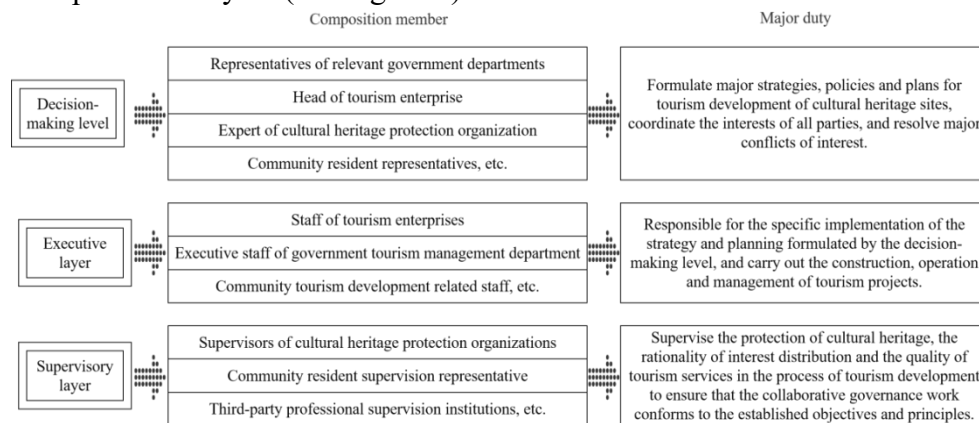 Composition member
Major duty
Decision-
making level
Representatives of relevant government departments
Head of tourism enterprise
Expert of cultural heritage protection organization
Community resident representatives, etc.
Formulate major strategies, policies and plans for
tourism development of cultural heritage sites,
coordinate the interests of all parties, and resolve major
conflicts of interest.
Executive
layer
Staff of tourism enterprises
Executive staff of government tourism management department
Community tourism development related staff, etc.
Responsible for the specific implementation of the
strategy and planning formulated by the decision-
making level, and carry out the construction, operation
and management of tourism projects.
Supervisory
layer
Supervisors of cultural heritage protection organizations
Community resident supervision representative
Third-party professional supervision institutions, etc.
Supervise the protection of cultural heritage, the
rationality of interest distribution and the quality of
tourism services in the process of tourism development
to ensure that the collaborative governance work
conforms to the established objectives and principles.